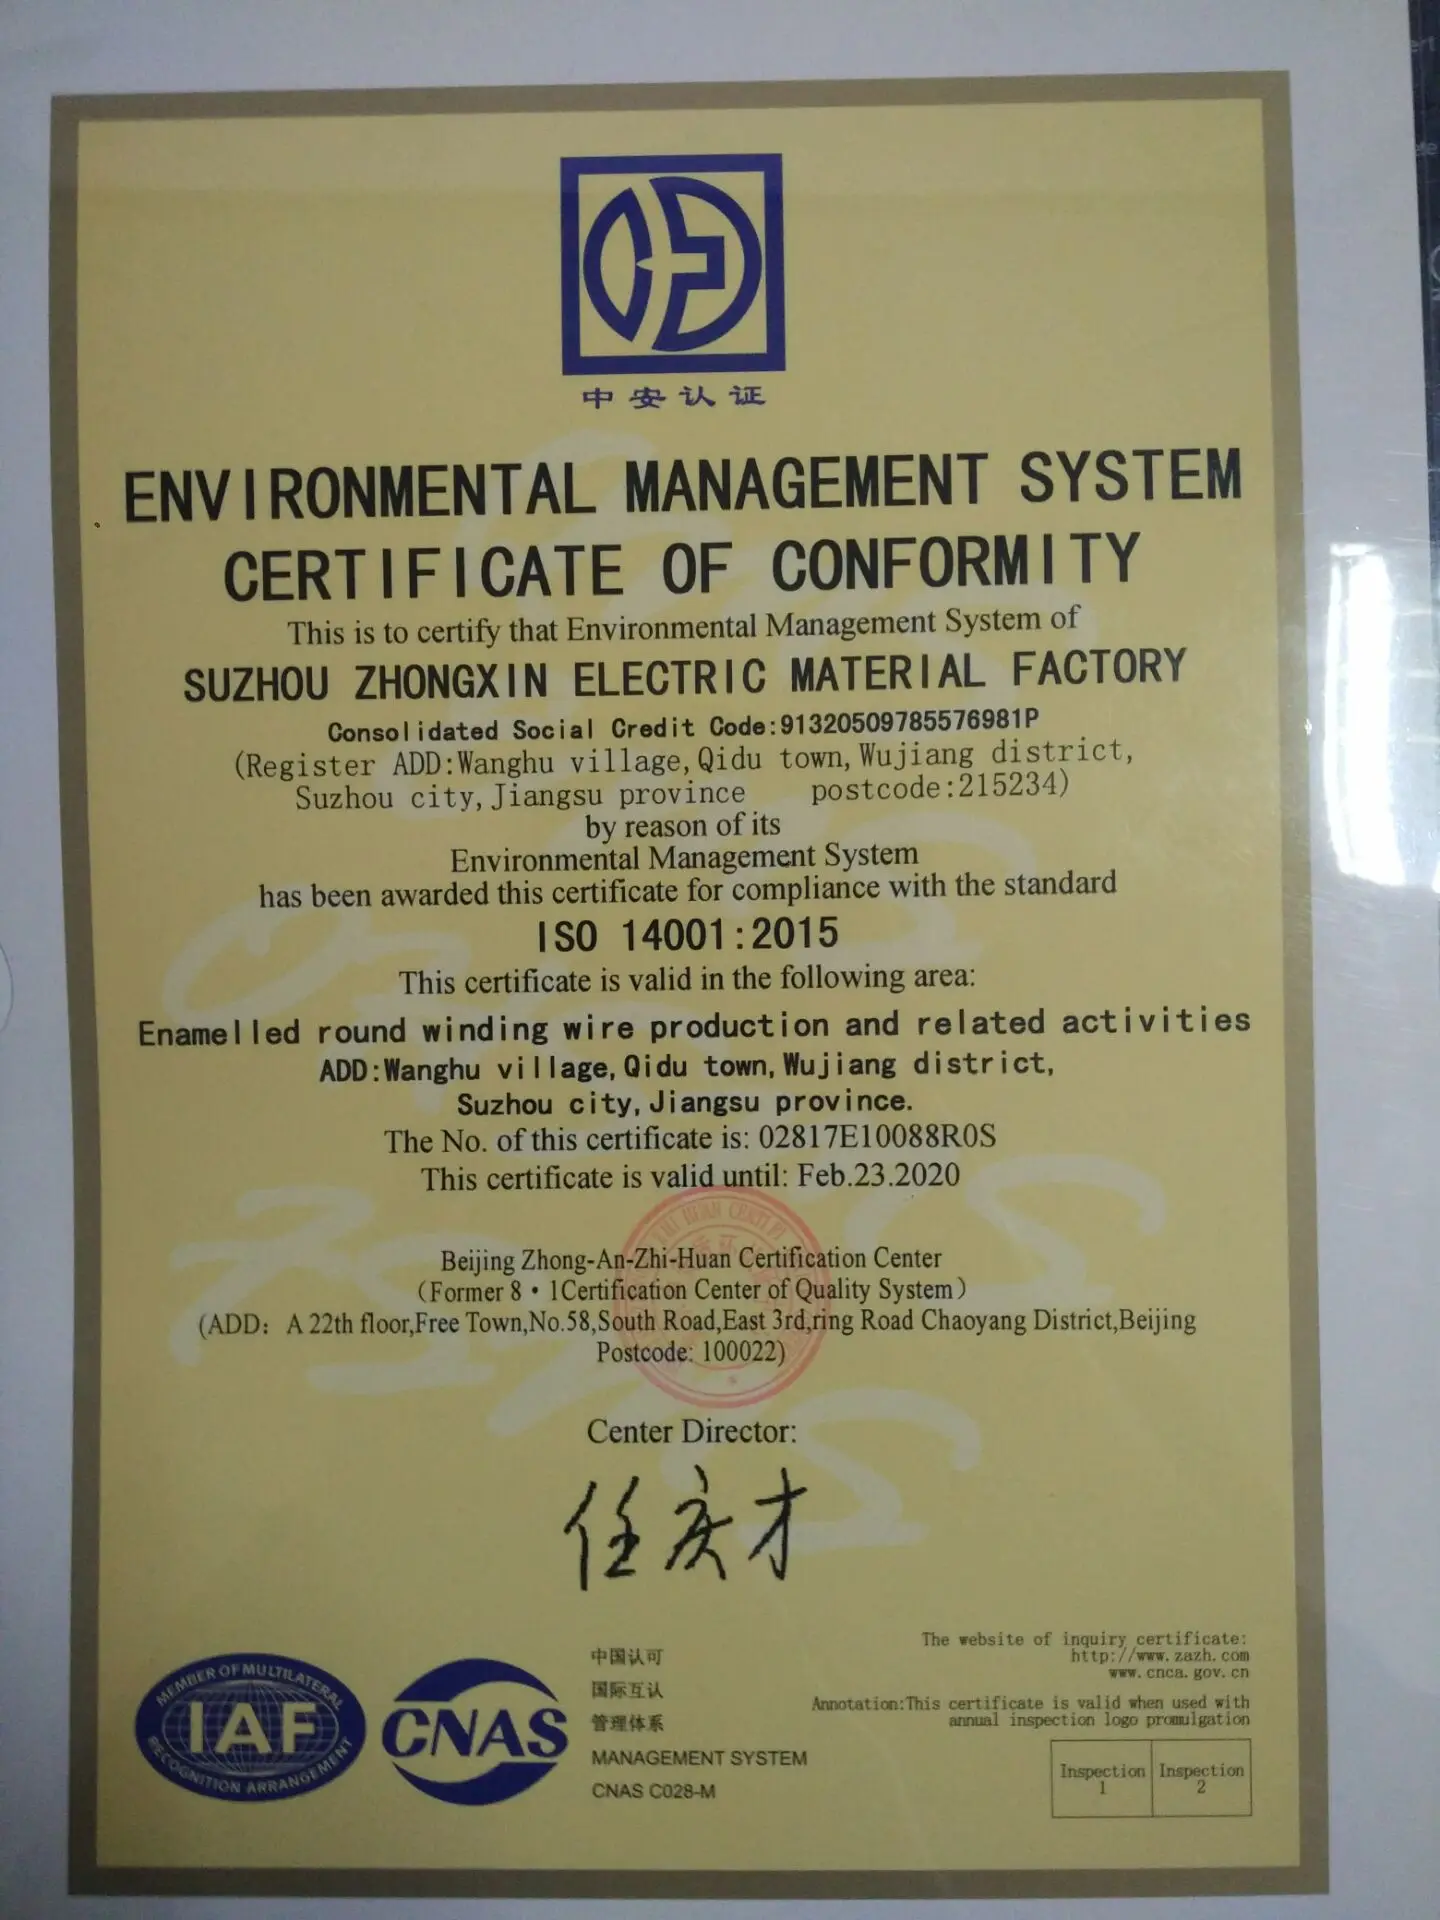 中安认证
ENVIRONMENTAL MANAGEMENT SYSTEM
CERTIFICATE OF CONFORMITY
This is to certify that Environmental Management System of
SUZHOU ZHONGXIN ELECTRIC MATERIAL FACTORY
Consolidated Social Credit Code:91320509785576981P
(Register ADD:Wanghu village,Qidu town,Wujiang district,
Suzhou city,Jiangsu province postcode:215234)
by reason of its
Environmental Management System
has been awarded this certificate for compliance with the standard
ISO 14001:2015
This certificate is valid in the following area:
Enamelled round winding wire production and related activities
ADD:Wanghu village,Qidu town,Wujiang district,
Suzhou city,Jiangsu province.
The No. of this certificate is: 02817E10088R0S
This certificate is valid until: Feb.23.2020
Beijing Zhong-An-Zhi-Huan Certification Center
(Former 8・1Certification Center of Quality System)
(ADD: A 22th floor,Free Town,No.58,South Road,East 3rd,ring Road Chaoyang District,Beijing
Postcode: 100022)
Center Director:
任庆才
MEMBER OF MULTILATERAL
IAF
RECOGNITION ARRANGEMENT
CNAS
中国认可
国际互认
管理体系
MANAGEMENT SYSTEM
CNAS C028-M
The website of inquiry certificate:
http://www.zazh.com
www.cnca.gov.cn
Annotation:This certificate is valid when used with
annual inspection logo promulgation
Inspection
1
Inspection
2